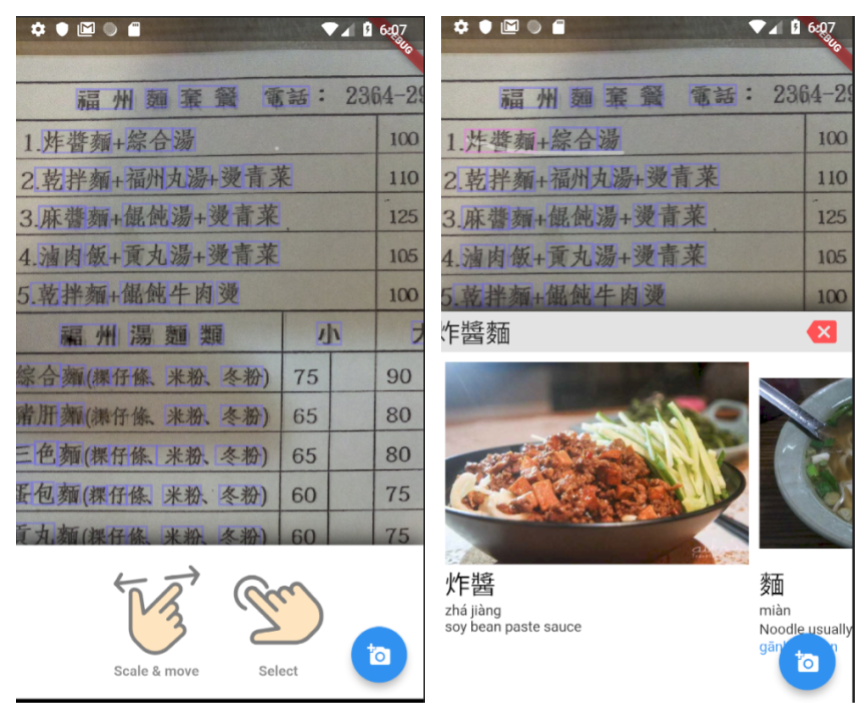 6:07
DEBUG
福州麵套餐 電話： 2364-29
1.炸醬麵+綜合湯 100
2.乾拌麵+福州丸湯+燙青菜 110
3.麻醬麵+餛飩湯+燙青菜 125
4.滷肉飯+貢丸湯+燙青菜 105
5.乾拌麵+餛飩牛肉燙 100
福州湯麵類 小 大
綜合麵(粿仔條、米粉、冬粉) 75 90
豬肝麵(粿仔條、米粉、冬粉) 65 80
三色麵(粿仔條、米粉、冬粉) 65 80
蛋包麵(粿仔條、米粉、冬粉) 60 75
貢丸麵(粿仔條、米粉、冬粉) 60 75
Scale & move
Select
6:07
DEBUG
福州麵套餐 電話： 2364-29
1.炸醬麵+綜合湯 100
2.乾拌麵+福州丸湯+燙青菜 110
3.麻醬麵+餛飩湯+燙青菜 125
4.滷肉飯+貢丸湯+燙青菜 105
5.乾拌麵+餛飩牛肉燙 100
炸醬麵
炸醬
zhá jiàng
soy bean paste sauce
麵
miàn
Noodle usually